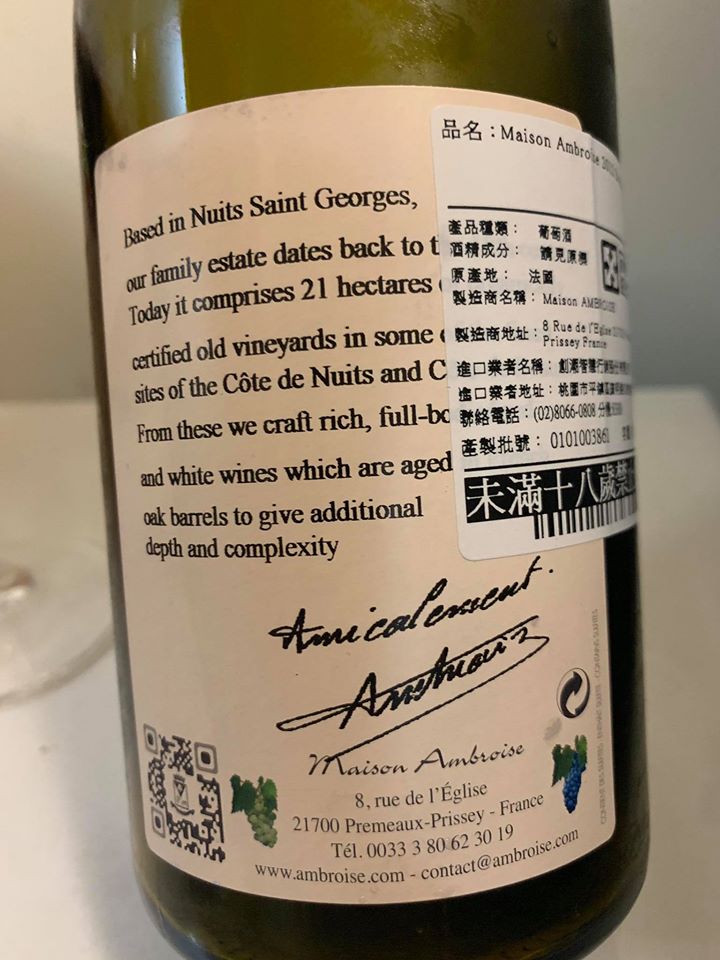 Based in Nuits Saint Georges,
our family estate dates back to t
Today it comprises 21 hectares
certified old vineyards in some
sites of the Côte de Nuits and C
From these we craft rich, full-bo
and white wines which are aged
oak barrels to give additional
depth and complexity
Amicalement.
Maison Ambroise
8, rue de l'Église
21700 Premeaux-Prissey - France
Tél. 0033 3 80 62 30 19
www.ambroise.com - contact@ambroise.com
品名：Maison Ambroise
產品種類： 葡萄酒
酒精成分： 請見原標
原產地： 法國
製造商名稱： Maison AMBROISE
製造商地址：8 Rue de l'Eglise
Prissey France
進口業者名稱：
進口業者地址：桃園市平鎮區
聯絡電話：(02)8066-0808
產製批號： 0101003861
未滿十八歲禁